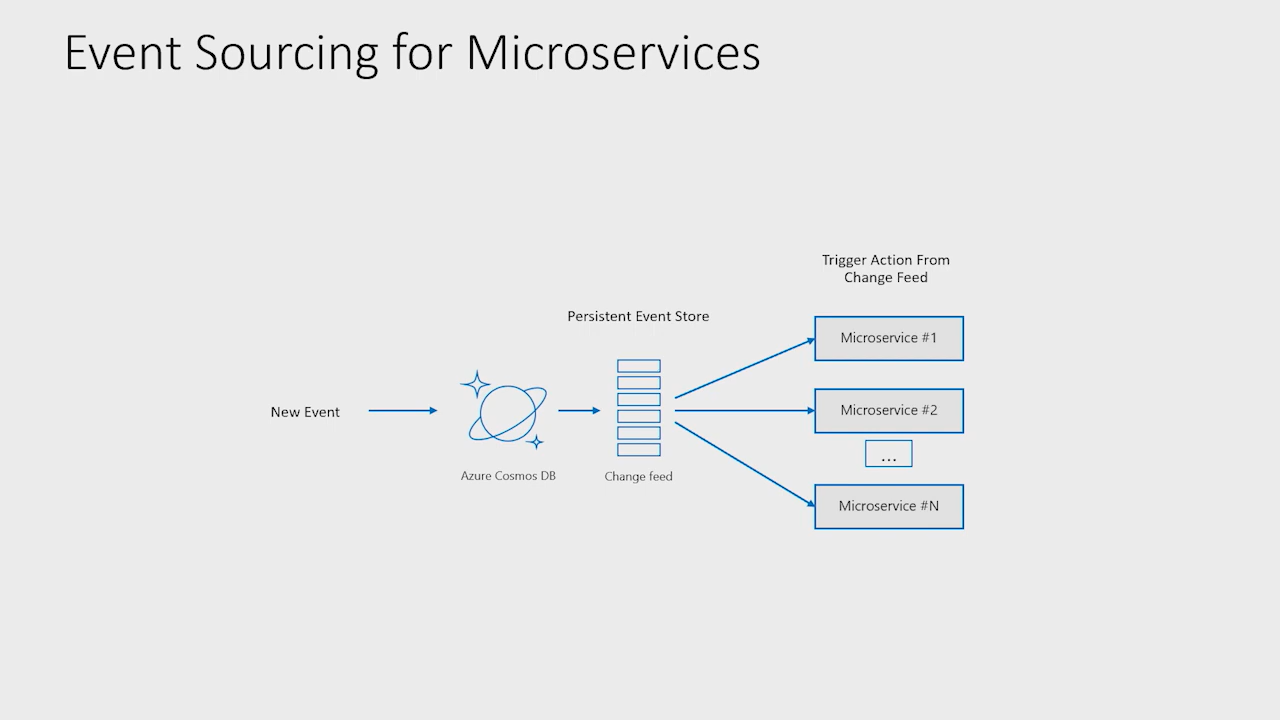 Event Sourcing for Microservices
Trigger Action From
Change Feed
Persistent Event Store
Microservice #1
New Event
Microservice #2
...
Azure Cosmos DB
Change feed
Microservice #N